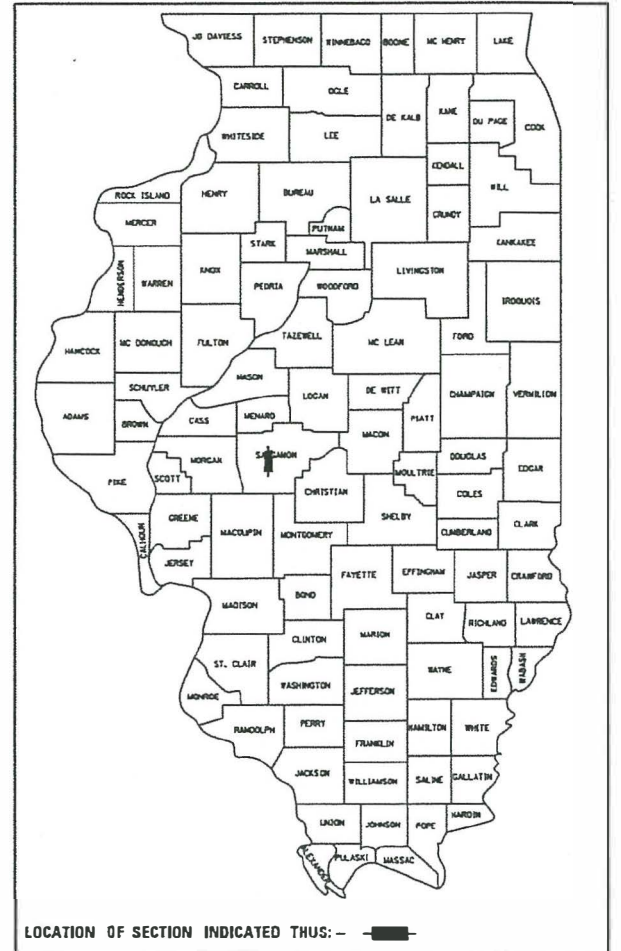 JO DAVIESS STEPHENSON WINNEBAGO BOONE MC HENRY LAKE
CARROLL OGLE DE KALB KANE DU PAGE COOK
WHITESIDE LEE
KENDALL WILL
ROCK ISLAND HENRY BUREAU LA SALLE GRUNDY
MERCER PUTNAM KANKAKEE
STARK MARSHALL
HENDERSON WARREN KNOX PEORIA WOODFORD LIVINGSTON IROQUOIS
HANCOCK MC DONOUGH FULTON TAZEWELL MC LEAN FORD
MASON
SCHUYLER LOGAN DE WITT CHAMPAIGN VERMILION
ADAMS BROWN CASS MENARD PIATT
MACON
MORGAN SANGAMON DOUGLAS EDGAR
PIKE SCOTT CHRISTIAN MOULTRIE
COLES
GREENE MACOUPIN MONTGOMERY SHELBY CUMBERLAND CLARK
CALHOUN JERSEY
FAYETTE EFFINGHAM JASPER CRAWFORD
MADISON BOND
CLAY RICHLAND LAWRENCE
CLINTON MARION
ST. CLAIR WAYNE EDWARDS WABASH
WASHINGTON JEFFERSON
MONROE
RANDOLPH PERRY HAMILTON WHITE
FRANKLIN
JACKSON WILLIAMSON SALINE GALLATIN
UNION JOHNSON POPE HARDIN
ALEXANDER PULASKI MASSAC
LOCATION OF SECTION INDICATED THUS:-